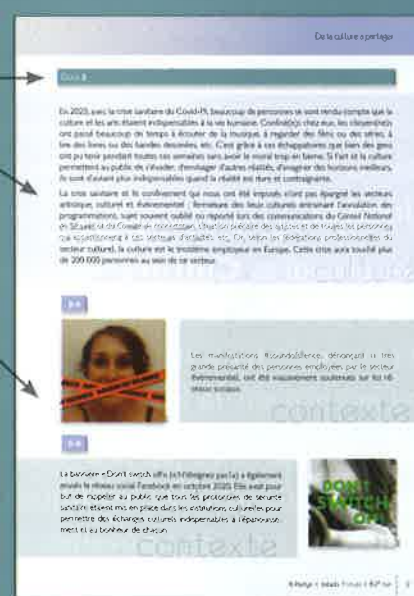 De la culture à partager
Docu
En 2020, avec la crise sanitaire du Covid-19, beaucoup de personnes se sont rendu compte que la
culture et les arts étaient indispensables à la vie humaine. Confiné(e)s chez eux, les citoyen(ne)s
ont passé beaucoup de temps à écouter de la musique, à regarder des films ou des séries, à
lire des livres ou des bandes dessinées, etc. C'est grâce à ces échappatoires que bien des gens
ont pu tenir pendant toutes ces semaines sans avoir le moral trop en berne. Si l'art et la culture
permettent au public de s'évader, d'envisager d'autres réalités, d'imaginer des horizons meilleurs,
ils sont d'autant plus indispensables quand la réalité est dure et contraignante.
La crise sanitaire et le confinement qui nous ont été imposés n'ont pas épargné les secteurs
artistique, culturel et événementiel : fermeture des lieux culturels entraînant l'annulation des
programmations, sujet souvent oublié ou reporté lors des communications du Conseil National
de Sécurité et du Comité de concertation, situation précaire des artistes et de toutes les personnes
qui appartiennent à ces secteurs d'activités, etc. Or, selon les fédérations professionnelles du
secteur culturel, la culture est le troisième employeur en Europe. Cette crise aura touché plus
de 200 000 personnes au sein de ce secteur.
Les manifestations #soundofsilence, dénonçant la très
grande précarité des personnes employées par le secteur
événementiel, ont été massivement soutenues sur les ré-
seaux sociaux.
contexte
La bannière « Don't switch off » (« N'éteignez pas ! ») a également
envahi le réseau social Facebook en octobre 2020. Elle avait pour
but de rappeler au public que tous les protocoles de sécurité
sanitaire étaient mis en place dans les institutions culturelles pour
permettre des échanges culturels indispensables à l'épanouisse-
ment et au bonheur de chacun.
contexte
DON'T
SWITCH
OFF